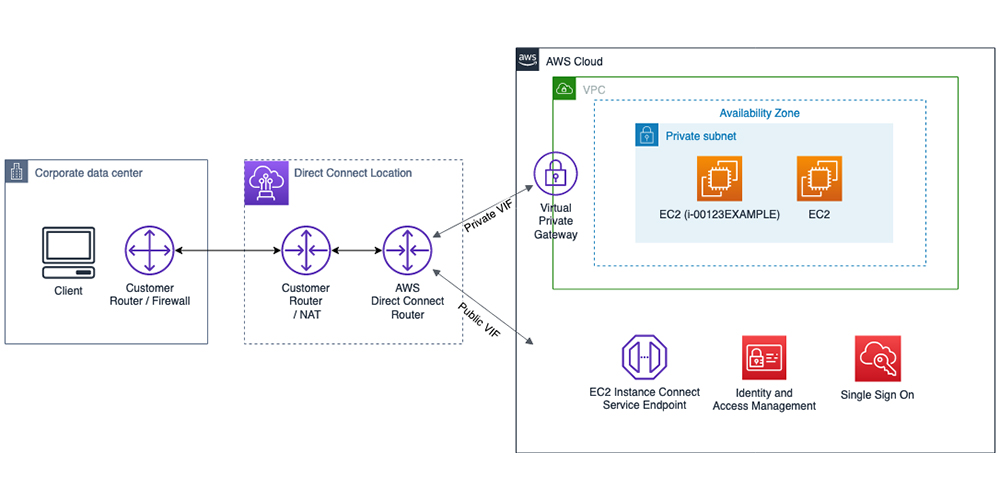 aws
AWS Cloud
VPC
Availability Zone
Private subnet
EC2 (i-00123EXAMPLE)
EC2
Corporate data center
Client
Customer
Router / Firewall
Direct Connect Location
Customer
Router
/ NAT
AWS
Direct Connect
Router
Private VIF
Public VIF
Virtual
Private
Gateway
EC2 Instance Connect
Service Endpoint
Identity and
Access Management
Single Sign On